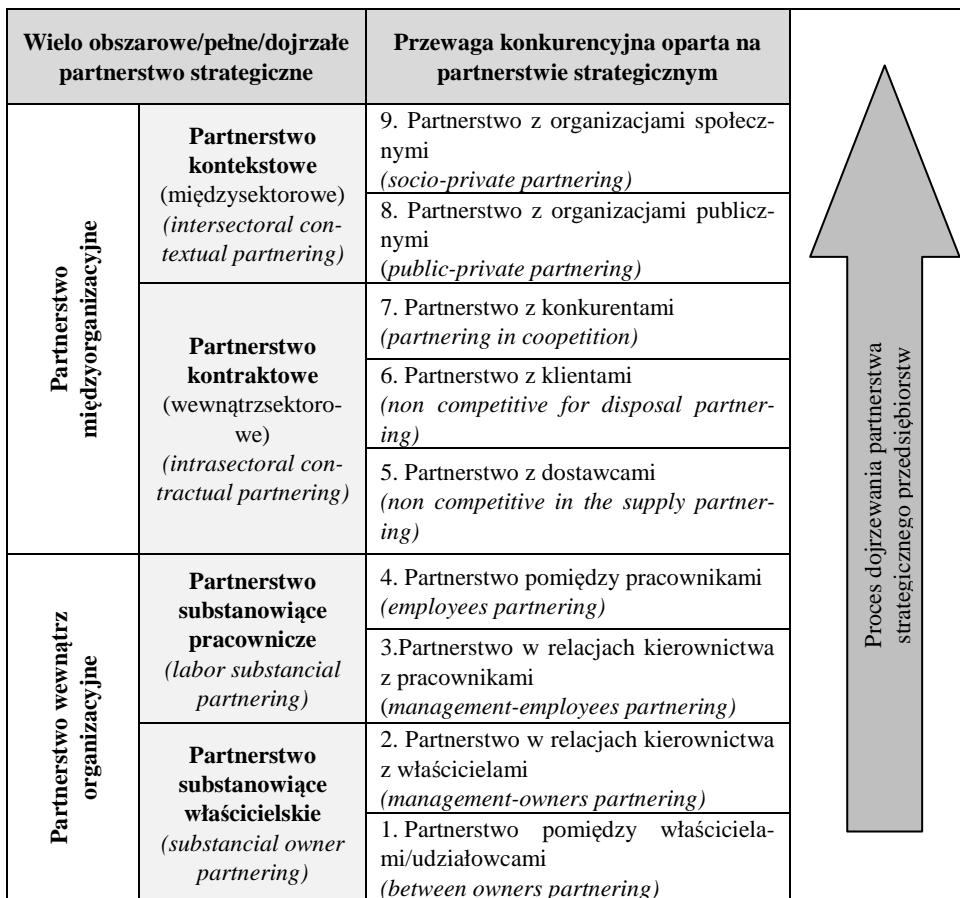 Wielo obszarowe/pełne/dojrzałe
partnerstwo strategiczne
Przewaga konkurencyjna oparta na
partnerstwie strategicznym
Partnerstwo
międzyorganizacyjne
Partnerstwo
kontekstowe
(międzysektorowe)
(intersectoral con-
textual partnering)
9. Partnerstwo z organizacjami społecz-
nymi
(socio-private partnering)
8. Partnerstwo z organizacjami publicz-
nymi
(public-private partnering)
Partnerstwo
kontraktowe
(wewnątrzsektoro-
we)
(intrasectoral con-
tractual partnering)
7. Partnerstwo z konkurentami
(partnering in coopetition)
6. Partnerstwo z klientami
(non competitive for disposal partner-
ing)
5. Partnerstwo z dostawcami
(non competitive in the supply partner-
ing)
Partnerstwo wewnątrz
organizacyjne
Partnerstwo
substanowiące
pracownicze
(labor substancial
partnering)
4. Partnerstwo pomiędzy pracownikami
(employees partnering)
3.Partnerstwo w relacjach kierownictwa
z pracownikami
(management-employees partnering)
Partnerstwo
substanowiące
właścicielskie
(substancial owner
partnering)
2. Partnerstwo w relacjach kierownictwa
z właścicielami
(management-owners partnering)
1. Partnerstwo pomiędzy właściciela-
mi/udziałowcami
(between owners partnering)
Proces dojrzewania partnerstwa
strategicznego przedsiębiorstw